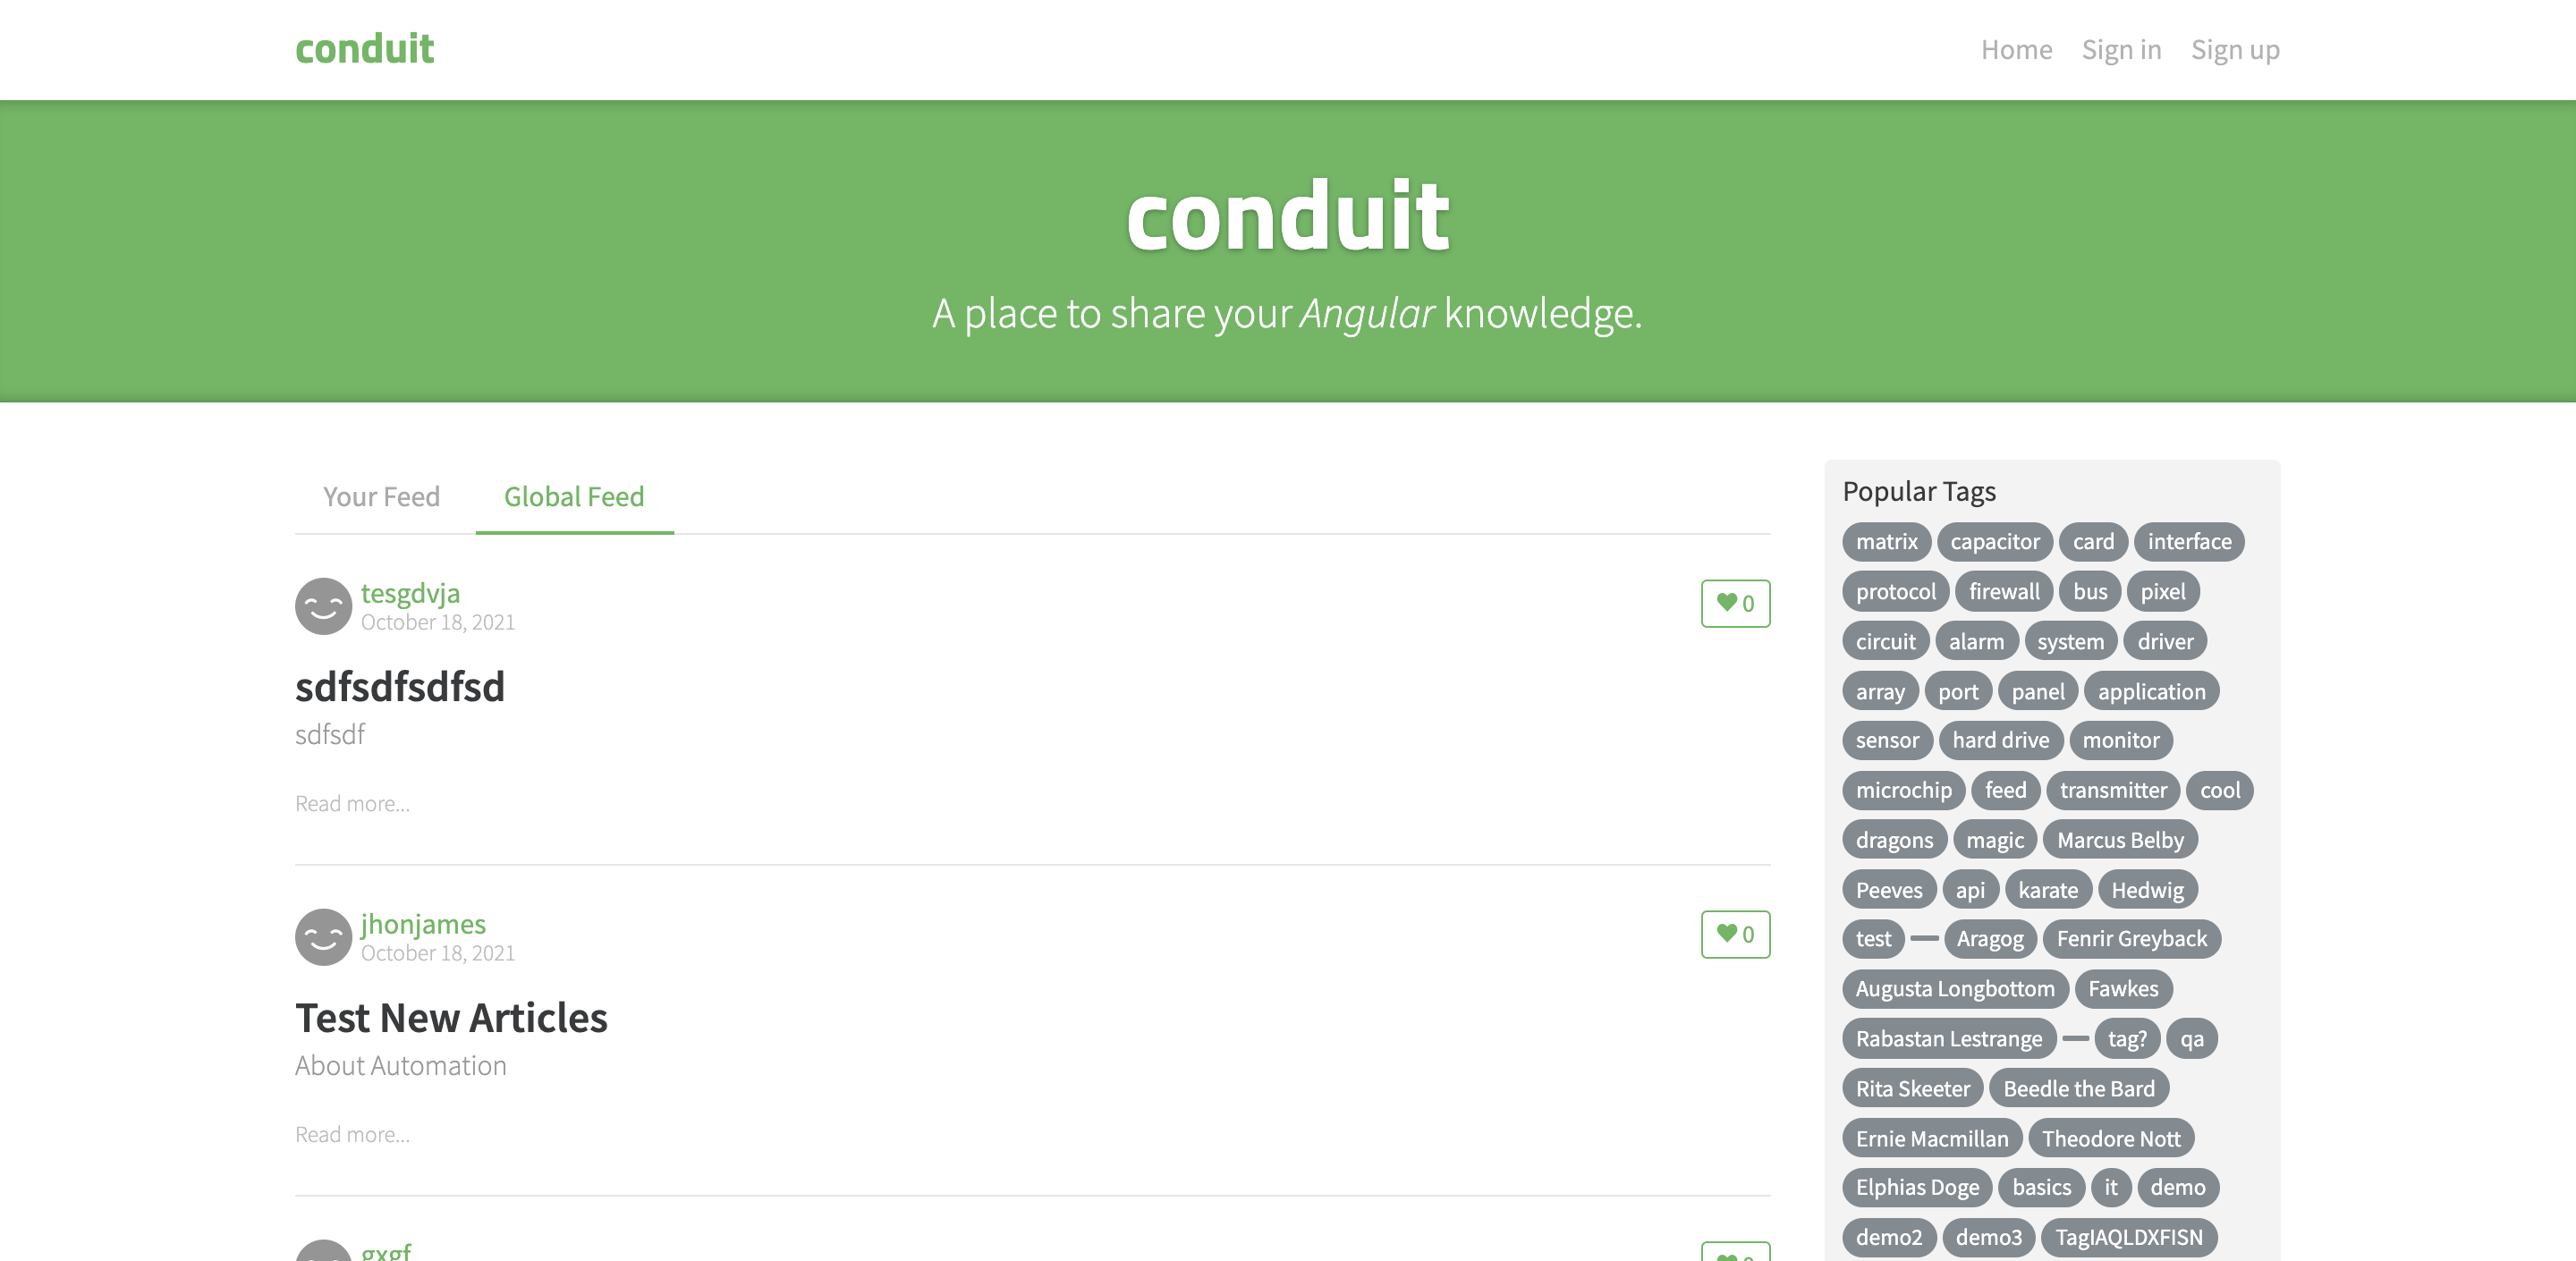 conduit
Home Sign in Sign up
conduit
A place to share your Angular knowledge.
Your Feed Global Feed
tesgdvja
October 18, 2021
0
sdfsdfsdfsd
sdfsdf
Read more...
jhonjames
October 18, 2021
0
Test New Articles
About Automation
Read more...
gxgf
Popular Tags
matrix capacitor card interface
protocol firewall bus pixel
circuit alarm system driver
array port panel application
sensor hard drive monitor
microchip feed transmitter cool
dragons magic Marcus Belby
Peeves api karate Hedwig
test Aragog Fenrir Greyback
Augusta Longbottom Fawkes
Rabastan Lestrange tag? qa
Rita Skeeter Beedle the Bard
Ernie Macmillan Theodore Nott
Elphias Doge basics it demo
demo2 demo3 TagIAQLDXFISN